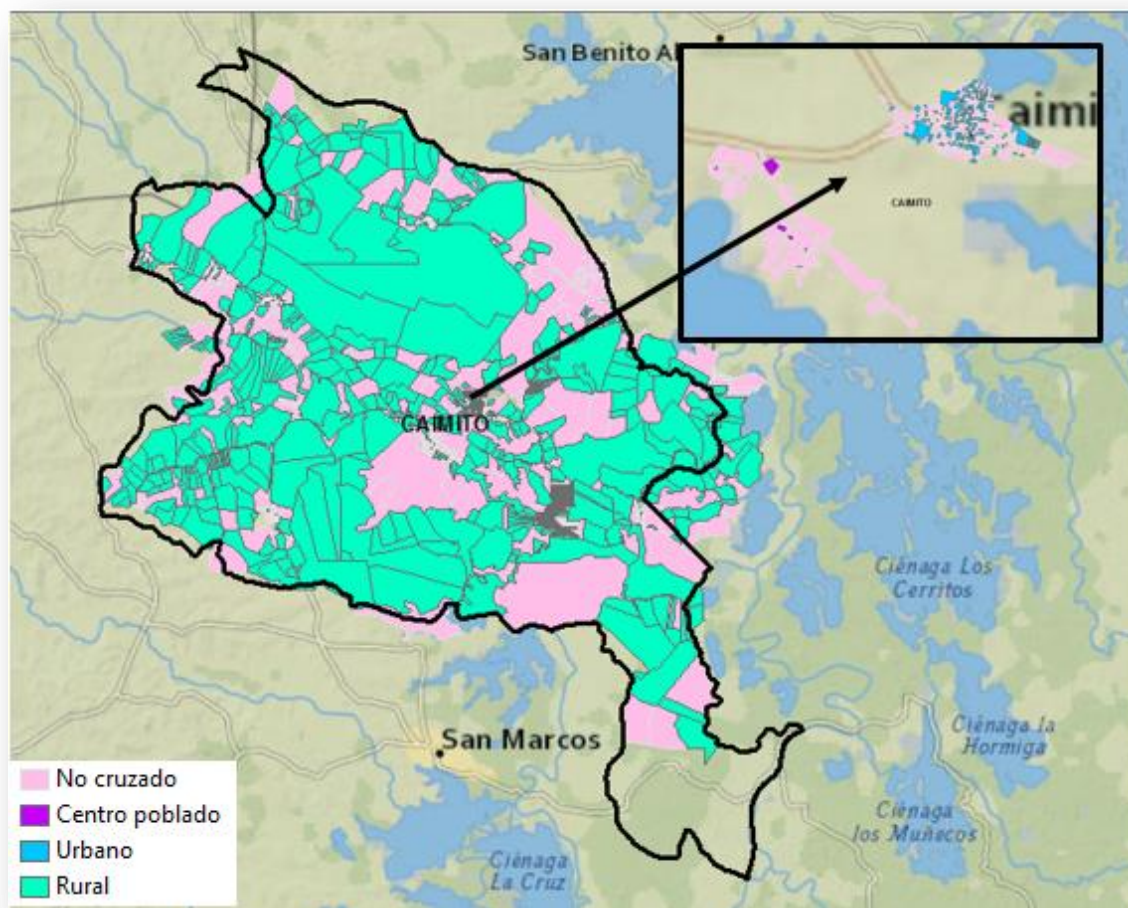 San Benito Ab
Caimi
CAIMITO
CAIMITO
Ciénaga Los
Cerritos
San Marcos
Ciénaga la
Hormiga
Ciénaga
los Muñecos
Ciénaga
La Cruz
No cruzado
Centro poblado
Urbano
Rural